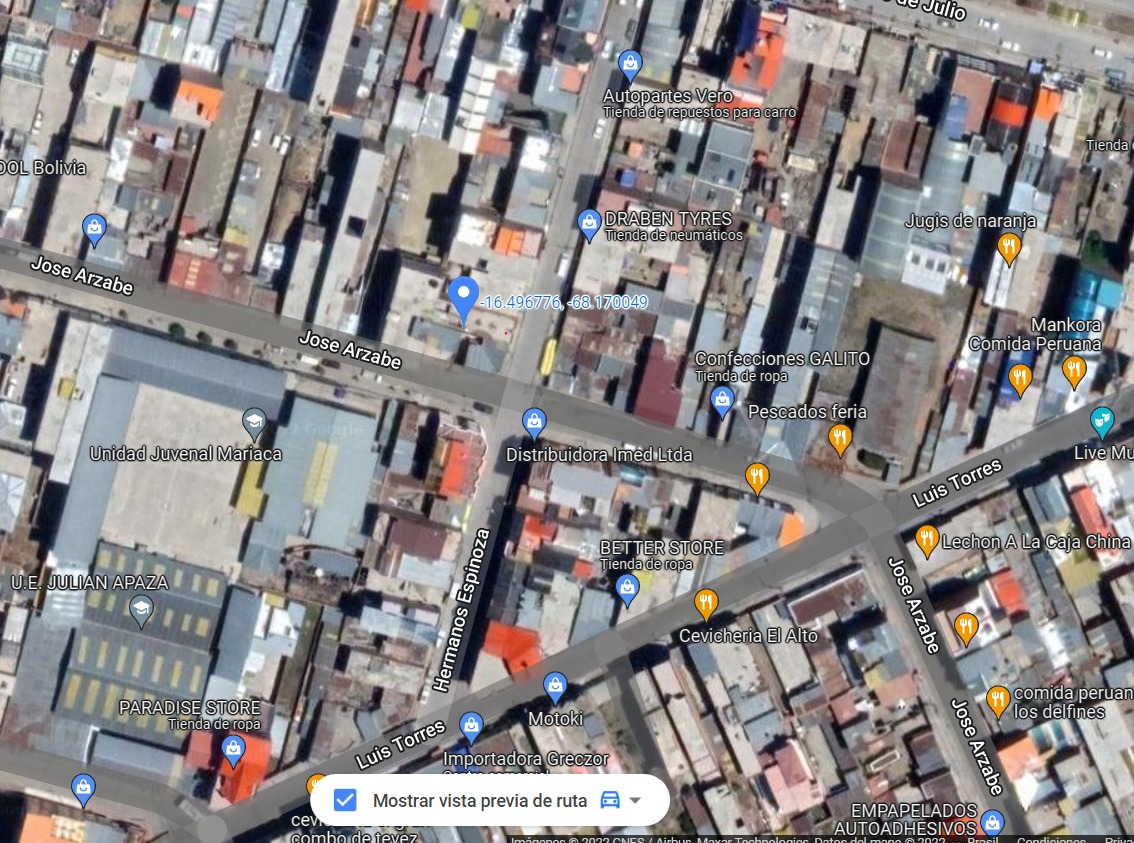 de Julio
Autopartes Vero
Tienda de repuestos para carro
OOL Bolivia
Tienda
DRABEN TYRES
Tienda de neumáticos
Jugis de naranja
Jose Arzabe
-16.496776, -68.170049
Jose Arzabe
Mankora
Comida Peruana
Confecciones GALITO
Tienda de ropa
Pescados feria
Unidad Juvenal Mariaca
Distribuidora Imed Ltda
Live Mu
Luis Torres
Lechon A La Caja China
BETTER STORE
Tienda de ropa
U.E. JULIAN APAZA
Hermanos Espinoza
Jose Arzabe
Cevicheria El Alto
PARADISE STORE
Tienda de ropa
Motoki
comida peruan
los delfines
Luis Torres
Jose Arzabe
Importadora Greczor
Centro comercial
Mostrar vista previa de ruta
combo de tevez
EMPAPELADOS
AUTOADHESIVOS
Imágenes © 2022 CNES / Airbus, Maxar Technologies, Datos del mapa © 2022 Brasil Condiciones Priva